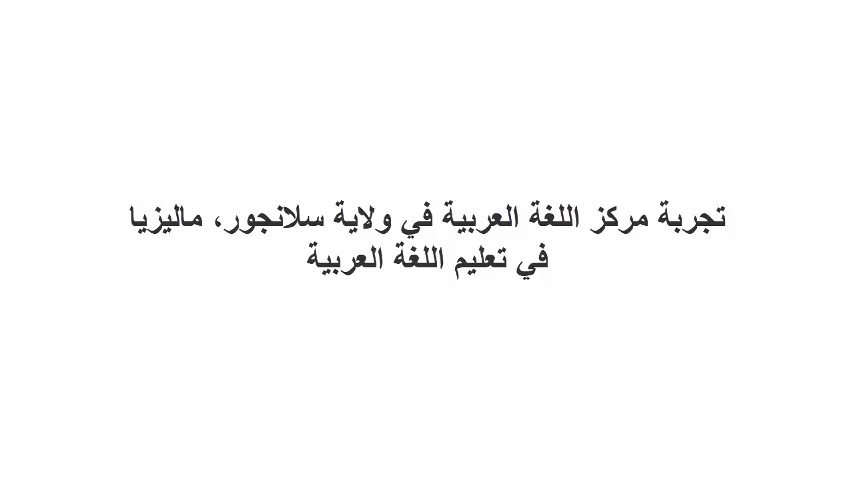 تجربة مركز اللغة العربية في ولاية سلانجور، ماليزيا
في تعليم اللغة العربية